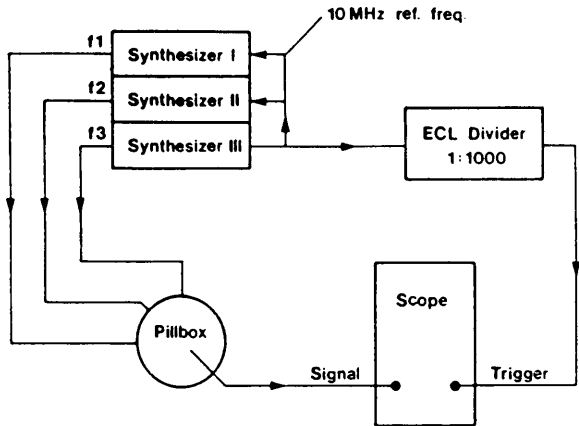 10 MHz ref. freq.
f1
Synthesizer I
f2
Synthesizer II
f3
Synthesizer III
ECL Divider
1:1000
Scope
Pillbox
Signal
Trigger